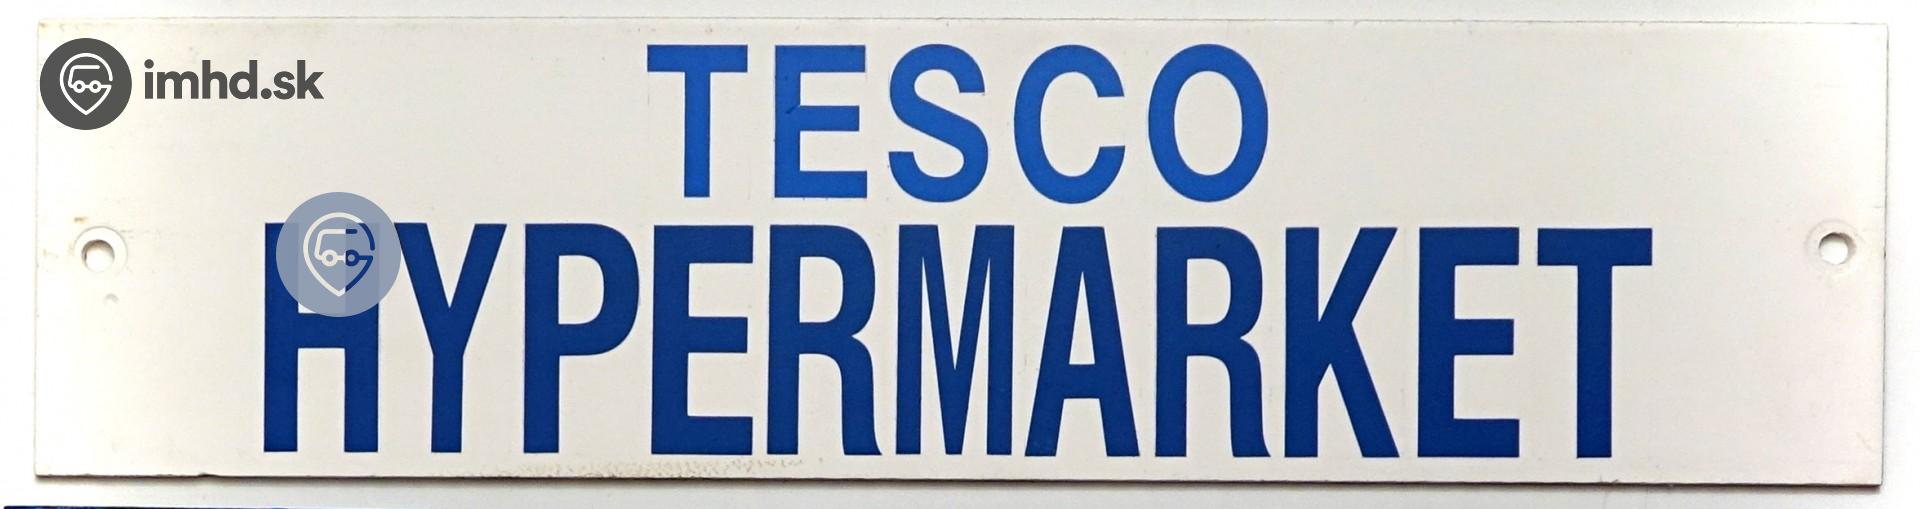 imhd.sk
TESCO
HYPERMARKET